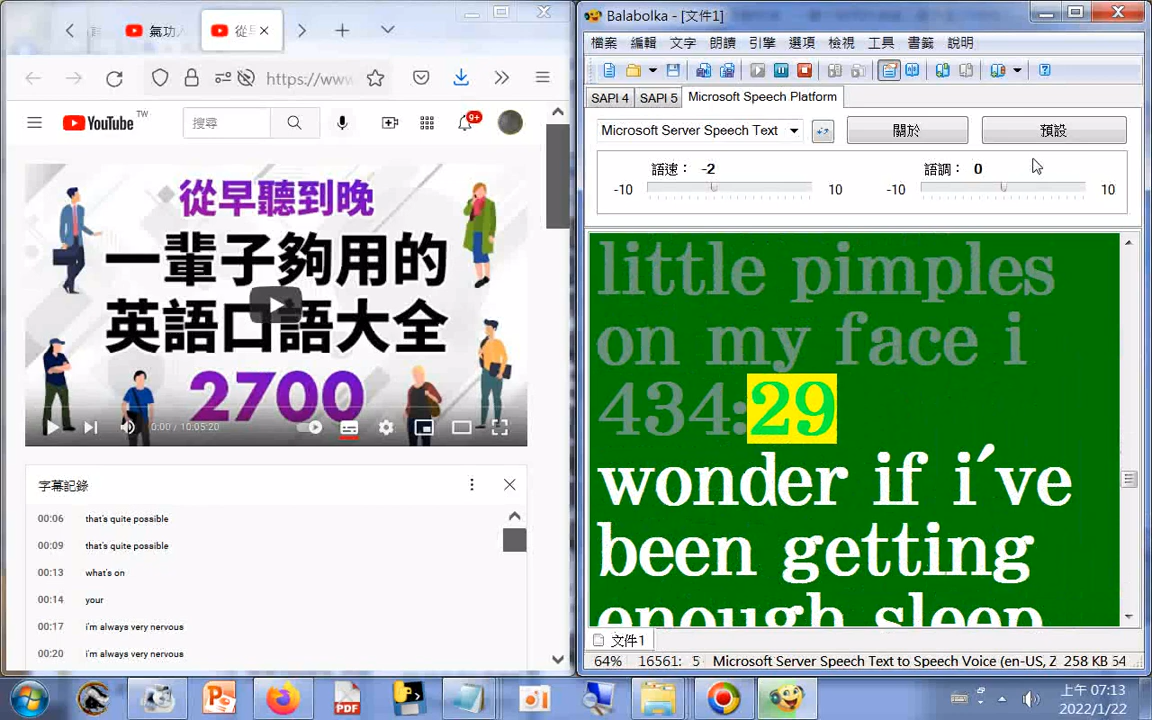 氣功
從
https://www
YouTube TW
搜尋
9+
從早聽到晚
一輩子夠用的
英語口語大全
2700
0:00 / 10:05:20
字幕記錄
00:06 that's quite possible
00:09 that's quite possible
00:13 what's on
00:14 your
00:17 i'm always very nervous
00:20 i'm always very nervous
Balabolka - [文件1]
檔案 編輯 文字 朗讀 引擎 選項 檢視 工具 書籤 說明
SAPI 4 SAPI 5 Microsoft Speech Platform
Microsoft Server Speech Text 關於 預設
語速： -2 語調： 0
-10 10 -10 10
little pimples
on my face i
434:29
wonder if i've
been getting
enough sleep
文件1
64% 16561: 5 Microsoft Server Speech Text to Speech Voice (en-US, Z 258 KB 54
PDF
上午 07:13
2022/1/22